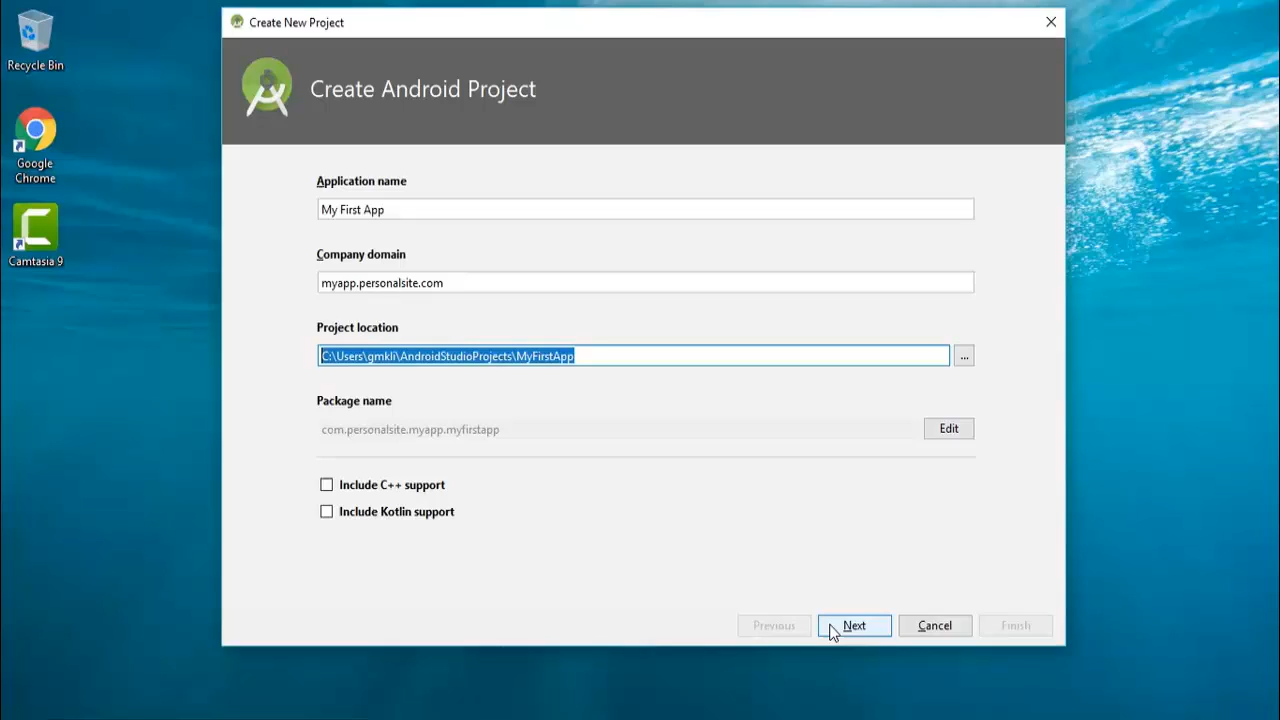 Recycle Bin
Google
Chrome
Camtasia 9
Create New Project
Create Android Project
Application name
My First App
Company domain
myapp.personalsite.com
Project location
C:\Users\gmkli\AndroidStudioProjects\MyFirstApp
...
Package name
com.personalsite.myapp.myfirstapp
Edit
Include C++ support
Include Kotlin support
Previous
Next
Cancel
Finish